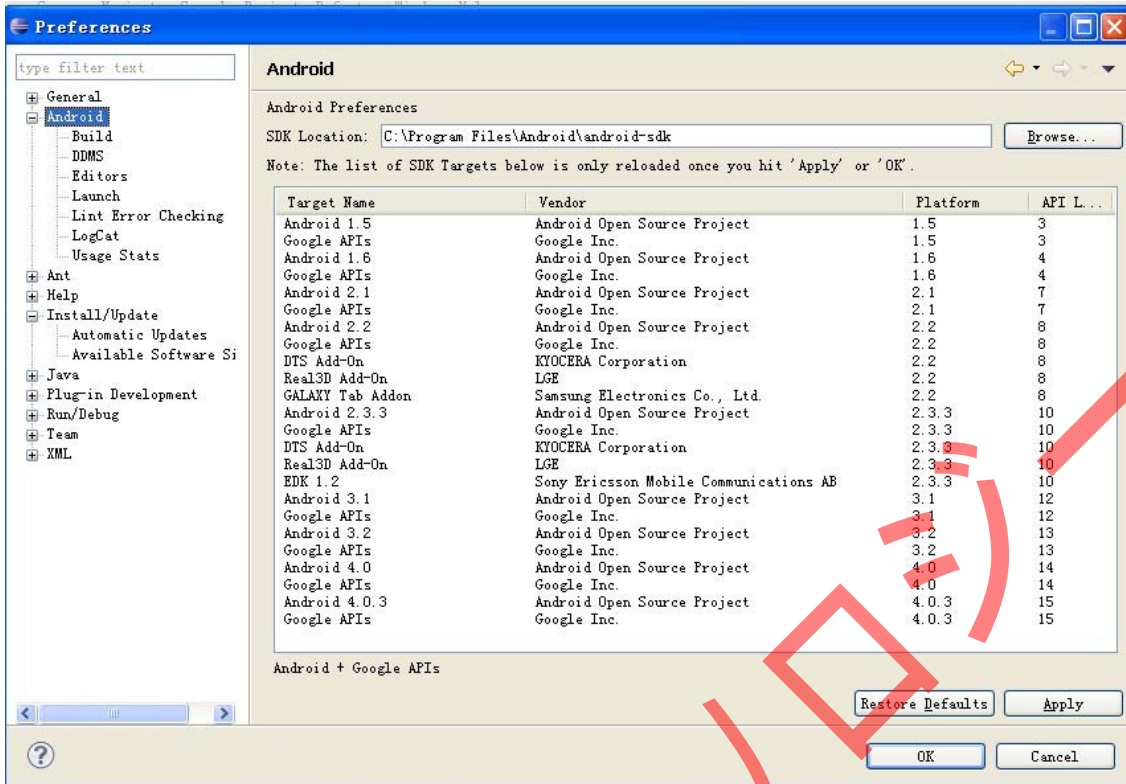 Preferences
type filter text
General
Android
Build
DDMS
Editors
Launch
Lint Error Checking
LogCat
Usage Stats
Ant
Help
Install/Update
Automatic Updates
Available Software Si
Java
Plug-in Development
Run/Debug
Team
XML
Android
Android Preferences
SDK Location: C:\Program Files\Android\android-sdk Browse...
Note: The list of SDK Targets below is only reloaded once you hit 'Apply' or 'OK'.
Target Name Vendor Platform API L...
Android 1.5 Android Open Source Project 1.5 3
Google APIs Google Inc. 1.5 3
Android 1.6 Android Open Source Project 1.6 4
Google APIs Google Inc. 1.6 4
Android 2.1 Android Open Source Project 2.1 7
Google APIs Google Inc. 2.1 7
Android 2.2 Android Open Source Project 2.2 8
Google APIs Google Inc. 2.2 8
DTS Add-On KYOCERA Corporation 2.2 8
Real3D Add-On LGE 2.2 8
GALAXY Tab Addon Samsung Electronics Co., Ltd. 2.2 8
Android 2.3.3 Android Open Source Project 2.3.3 10
Google APIs Google Inc. 2.3.3 10
DTS Add-On KYOCERA Corporation 2.3.3 10
Real3D Add-On LGE 2.3.3 10
EDK 1.2 Sony Ericsson Mobile Communications AB 2.3.3 10
Android 3.1 Android Open Source Project 3.1 12
Google APIs Google Inc. 3.1 12
Android 3.2 Android Open Source Project 3.2 13
Google APIs Google Inc. 3.2 13
Android 4.0 Android Open Source Project 4.0 14
Google APIs Google Inc. 4.0 14
Android 4.0.3 Android Open Source Project 4.0.3 15
Google APIs Google Inc. 4.0.3 15
Android + Google APIs
Restore Defaults Apply
OK Cancel
ロジ